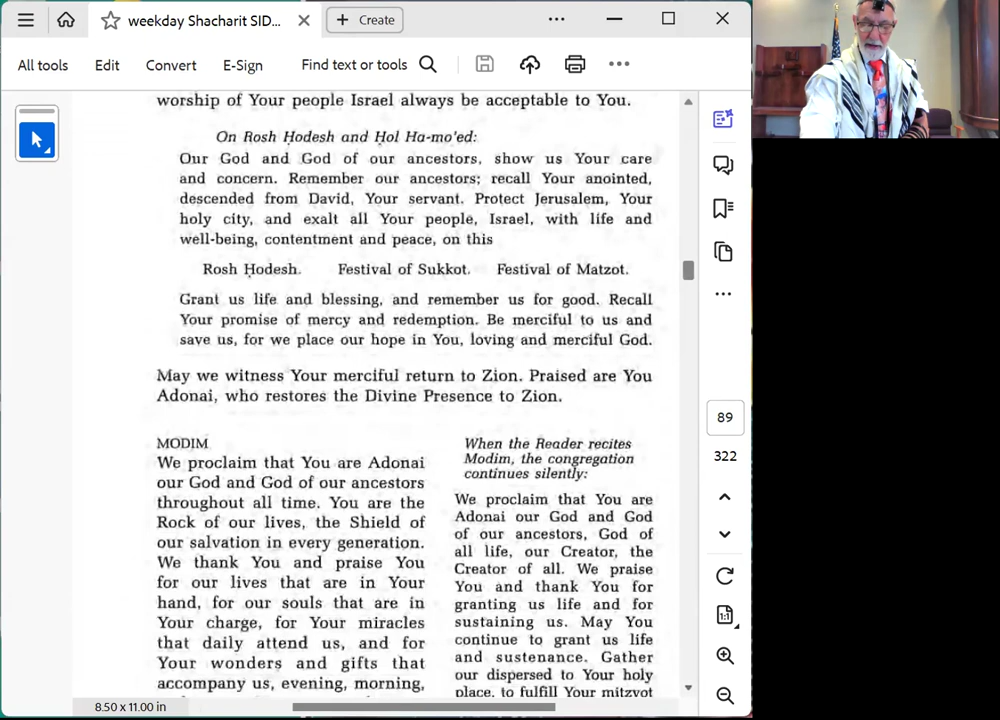 weekday Shacharit SID...
Create
All tools
Edit
Convert
E-Sign
Find text or tools
worship of Your people Israel always be acceptable to You.
On Rosh Ḥodesh and Ḥol Ha-mo'ed:
Our God and God of our ancestors, show us Your care
and concern. Remember our ancestors; recall Your anointed,
descended from David, Your servant. Protect Jerusalem, Your
holy city, and exalt all Your people, Israel, with life and
well-being, contentment and peace, on this
Rosh Ḥodesh. Festival of Sukkot. Festival of Matzot.
Grant us life and blessing, and remember us for good. Recall
Your promise of mercy and redemption. Be merciful to us and
save us, for we place our hope in You, loving and merciful God.
May we witness Your merciful return to Zion. Praised are You
Adonai, who restores the Divine Presence to Zion.
MODIM
We proclaim that You are Adonai
our God and God of our ancestors
throughout all time. You are the
Rock of our lives, the Shield of
our salvation in every generation.
We thank You and praise You
for our lives that are in Your
hand, for our souls that are in
Your charge, for Your miracles
that daily attend us, and for
Your wonders and gifts that
accompany us, evening, morning,
When the Reader recites
Modim, the congregation
continues silently:
We proclaim that You are
Adonai our God and God
of our ancestors, God of
all life, our Creator, the
Creator of all. We praise
You and thank You for
granting us life and for
sustaining us. May You
continue to grant us life
and sustenance. Gather
our dispersed to Your holy
place, to fulfill Your mitzvot
89
322
1:1
8.50 x 11.00 in